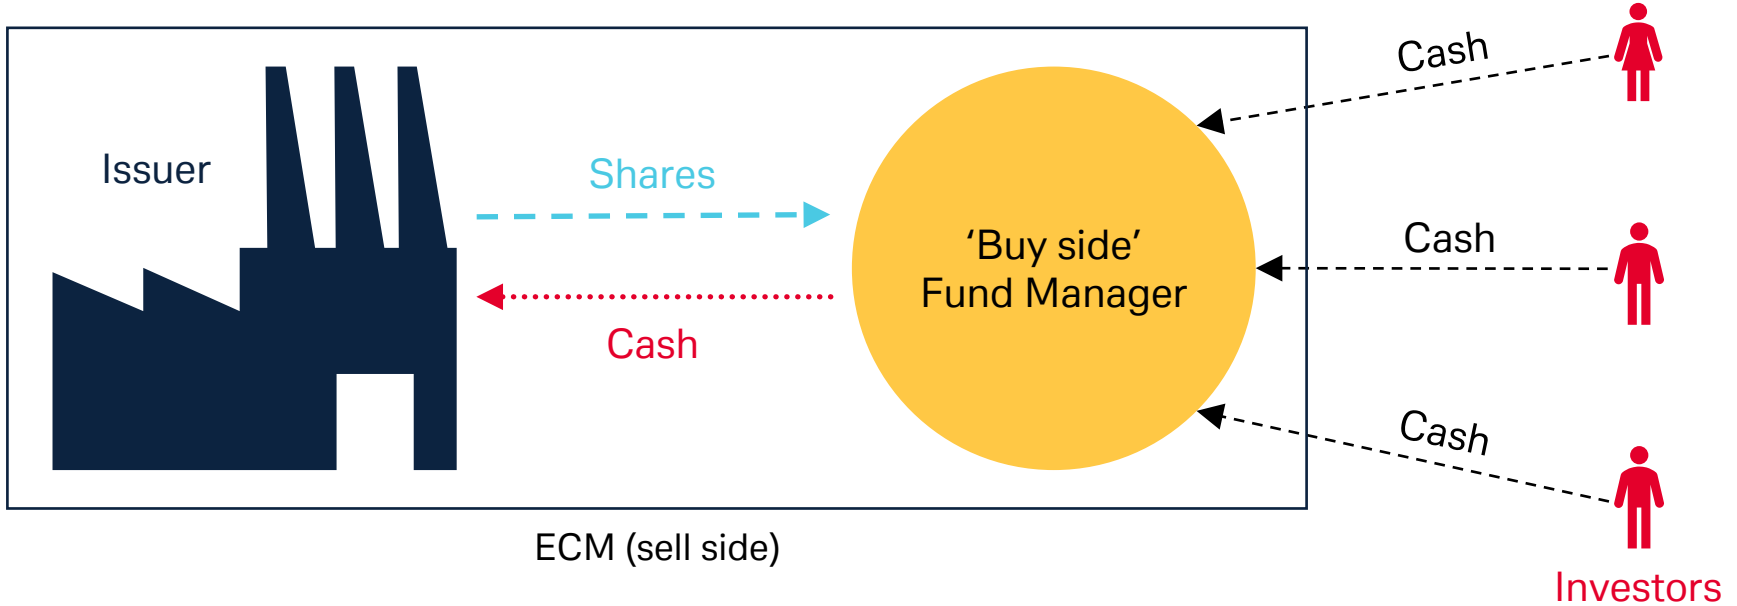 Issuer
Shares
Cash
‘Buy side’
Fund Manager
Cash
Cash
Cash
ECM (sell side)
Investors